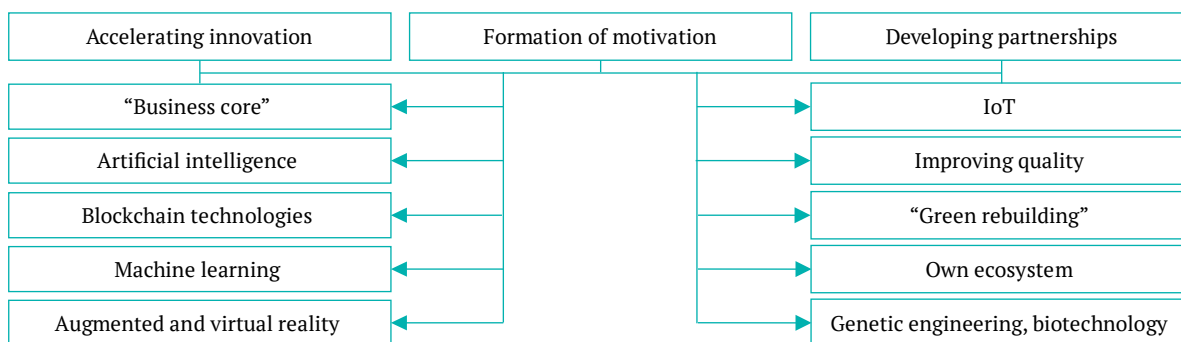 Accelerating innovation
Formation of motivation
Developing partnerships
“Business core”
IoT
Artificial intelligence
Improving quality
Blockchain technologies
“Green rebuilding”
Machine learning
Own ecosystem
Augmented and virtual reality
Genetic engineering, biotechnology